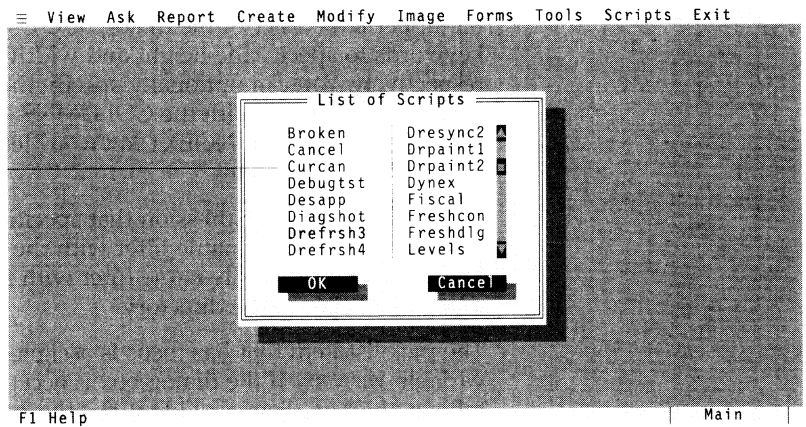 ≡ View Ask Report Create Modify Image Forms Tools Scripts Exit
List of Scripts
Broken Dresync2
Cancel Drpaint1
Curcan Drpaint2
Debugtst Dynex
Desapp Fiscal
Diagshot Freshcon
Drefrsh3 Freshdlg
Drefrsh4 Levels
OK Cancel
F1 Help Main